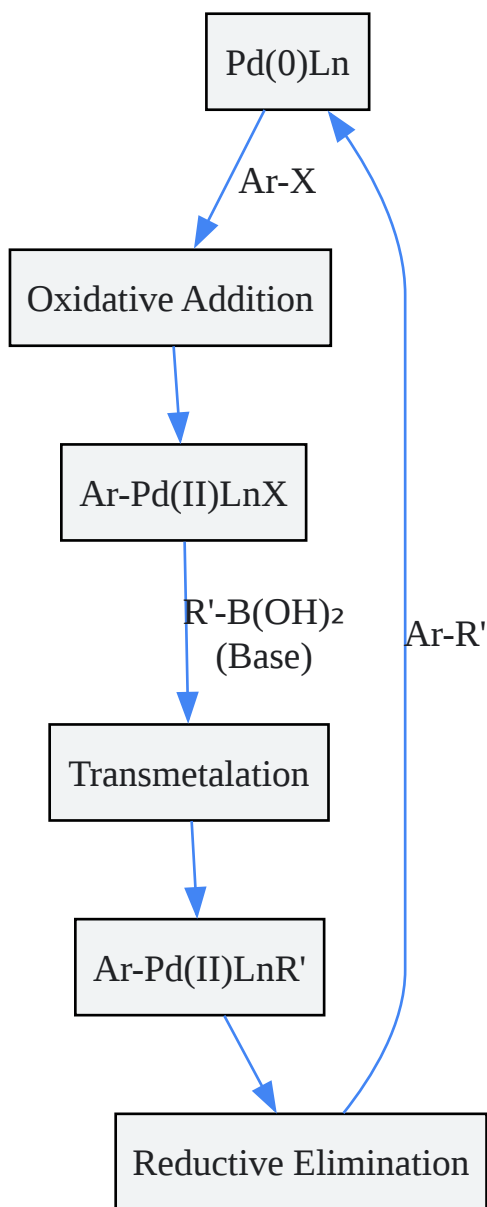 Pd(0)Ln
Ar-X
Oxidative Addition
Ar-Pd(II)LnX
R'-B(OH)₂
(Base)
Ar-R'
Transmetalation
Ar-Pd(II)LnR'
Reductive Elimination